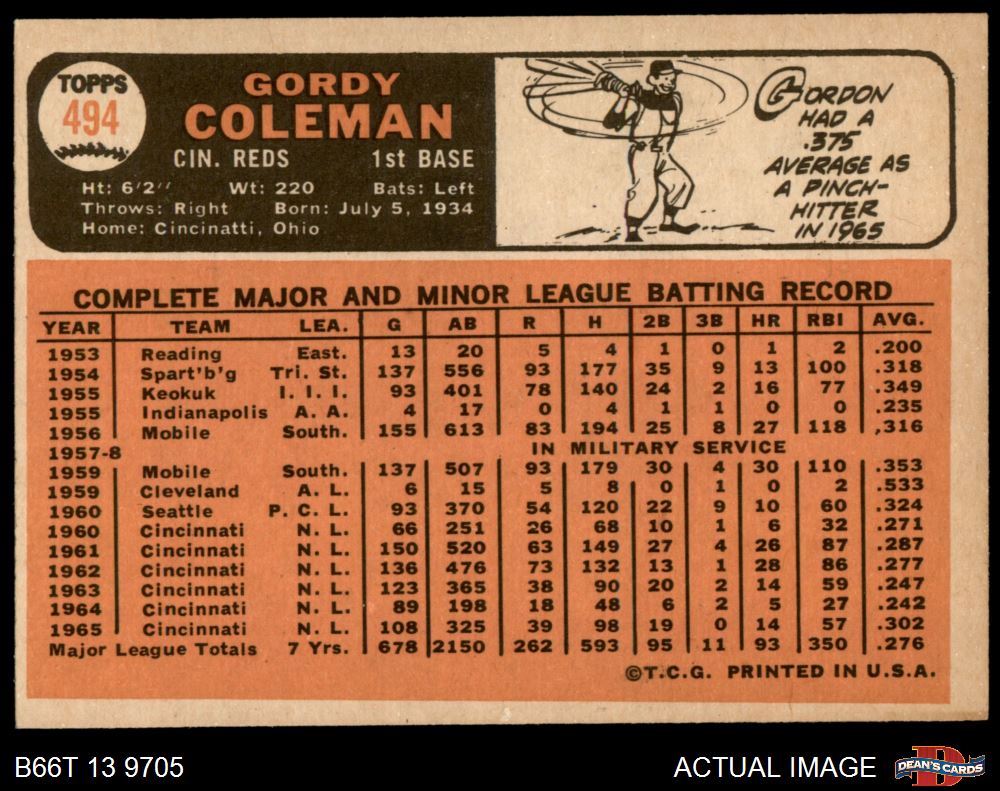 TOPPS
494
GORDY
COLEMAN
CIN. REDS 1st BASE
Ht: 6'2" Wt: 220 Bats: Left
Throws: Right Born: July 5, 1934
Home: Cincinatti, Ohio
GORDON
HAD A
.375
AVERAGE AS
A PINCH-
HITTER
IN 1965
COMPLETE MAJOR AND MINOR LEAGUE BATTING RECORD
YEAR TEAM LEA. G AB R H 2B 3B HR RBI AVG.
1953 Reading East. 13 20 5 4 1 0 1 2 .200
1954 Spart'b'g Tri. St. 137 556 93 177 35 9 13 100 .318
1955 Keokuk I. I. I. 93 401 78 140 24 2 16 77 .349
1955 Indianapolis A. A. 4 17 0 4 1 1 0 0 .235
1956 Mobile South. 155 613 83 194 25 8 27 118 ,316
1957-8 IN MILITARY SERVICE
1959 Mobile South. 137 507 93 179 30 4 30 110 .353
1959 Cleveland A. L. 6 15 5 8 0 1 0 2 .533
1960 Seattle P. C. L. 93 370 54 120 22 9 10 60 .324
1960 Cincinnati N. L. 66 251 26 68 10 1 6 32 .271
1961 Cincinnati N. L. 150 520 63 149 27 4 26 87 .287
1962 Cincinnati N. L. 136 476 73 132 13 1 28 86 .277
1963 Cincinnati N. L. 123 365 38 90 20 2 14 59 .247
1964 Cincinnati N. L. 89 198 18 48 6 2 5 27 .242
1965 Cincinnati N. L. 108 325 39 98 19 0 14 57 .302
Major League Totals 7 Yrs. 678 2150 262 593 95 11 93 350 .276
©T.C.G. PRINTED IN U.S.A.
B66T 13 9705
ACTUAL IMAGE
D
DEAN'S CARDS